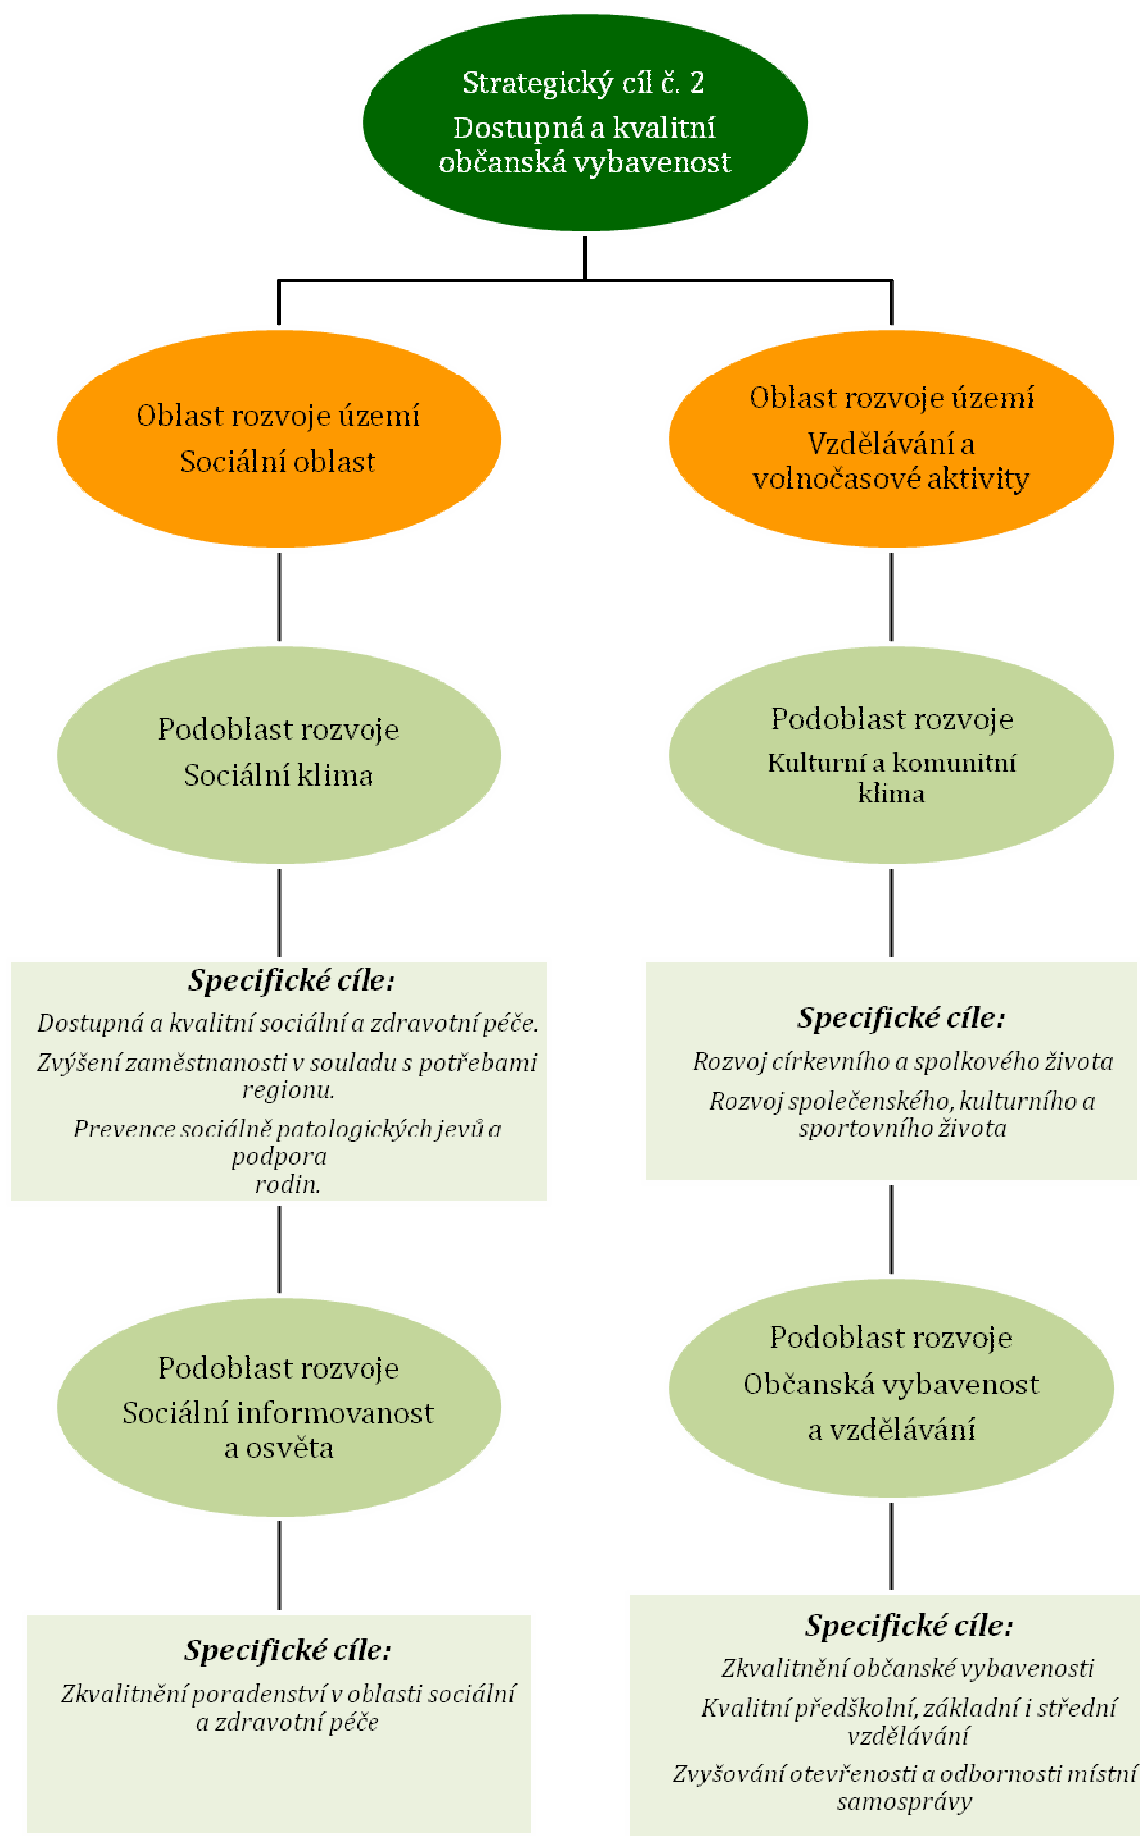 Strategický cíl č. 2
Dostupná a kvalitní
občanská vybavenost
Oblast rozvoje území
Sociální oblast
Oblast rozvoje území
Vzdělávání a
volnočasové aktivity
Podoblast rozvoje
Sociální klima
Podoblast rozvoje
Kulturní a komunitní
klima
Specifické cíle:
Dostupná a kvalitní sociální a zdravotní péče.
Zvýšení zaměstnanosti v souladu s potřebami
regionu.
Prevence sociálně patologických jevů a
podpora
rodin.
Specifické cíle:
Rozvoj církevního a spolkového života
Rozvoj společenského, kulturního a
sportovního života
Podoblast rozvoje
Sociální informovanost
a osvěta
Podoblast rozvoje
Občanská vybavenost
a vzdělávání
Specifické cíle:
Zkvalitnění poradenství v oblasti sociální
a zdravotní péče
Specifické cíle:
Zkvalitnění občanské vybavenosti
Kvalitní předškolní, základní i střední
vzdělávání
Zvyšování otevřenosti a odbornosti místní
samosprávy